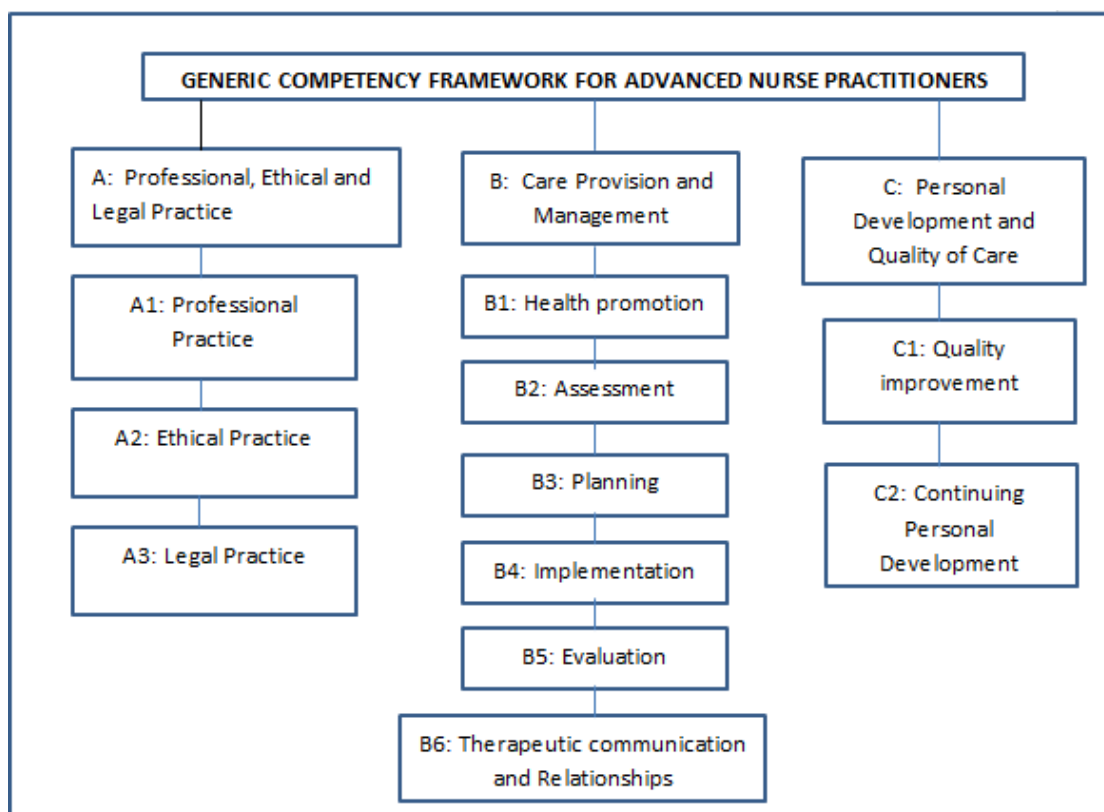 GENERIC COMPETENCY FRAMEWORK FOR ADVANCED NURSE PRACTITIONERS
A: Professional, Ethical and
Legal Practice
A1: Professional
Practice
A2: Ethical Practice
A3: Legal Practice
B: Care Provision and
Management
B1: Health promotion
B2: Assessment
B3: Planning
B4: Implementation
B5: Evaluation
B6: Therapeutic communication
and Relationships
C: Personal
Development and
Quality of Care
C1: Quality
improvement
C2: Continuing
Personal
Development